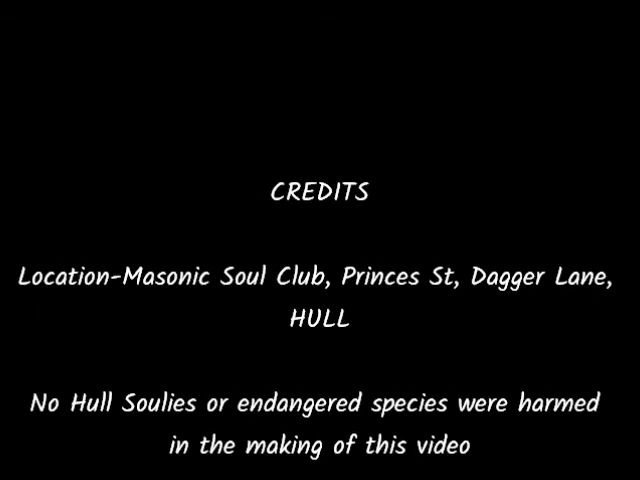 CREDITS
Location-Masonic Soul Club, Princes St, Dagger Lane,
HULL
No Hull Soulies or endangered species were harmed
in the making of this video